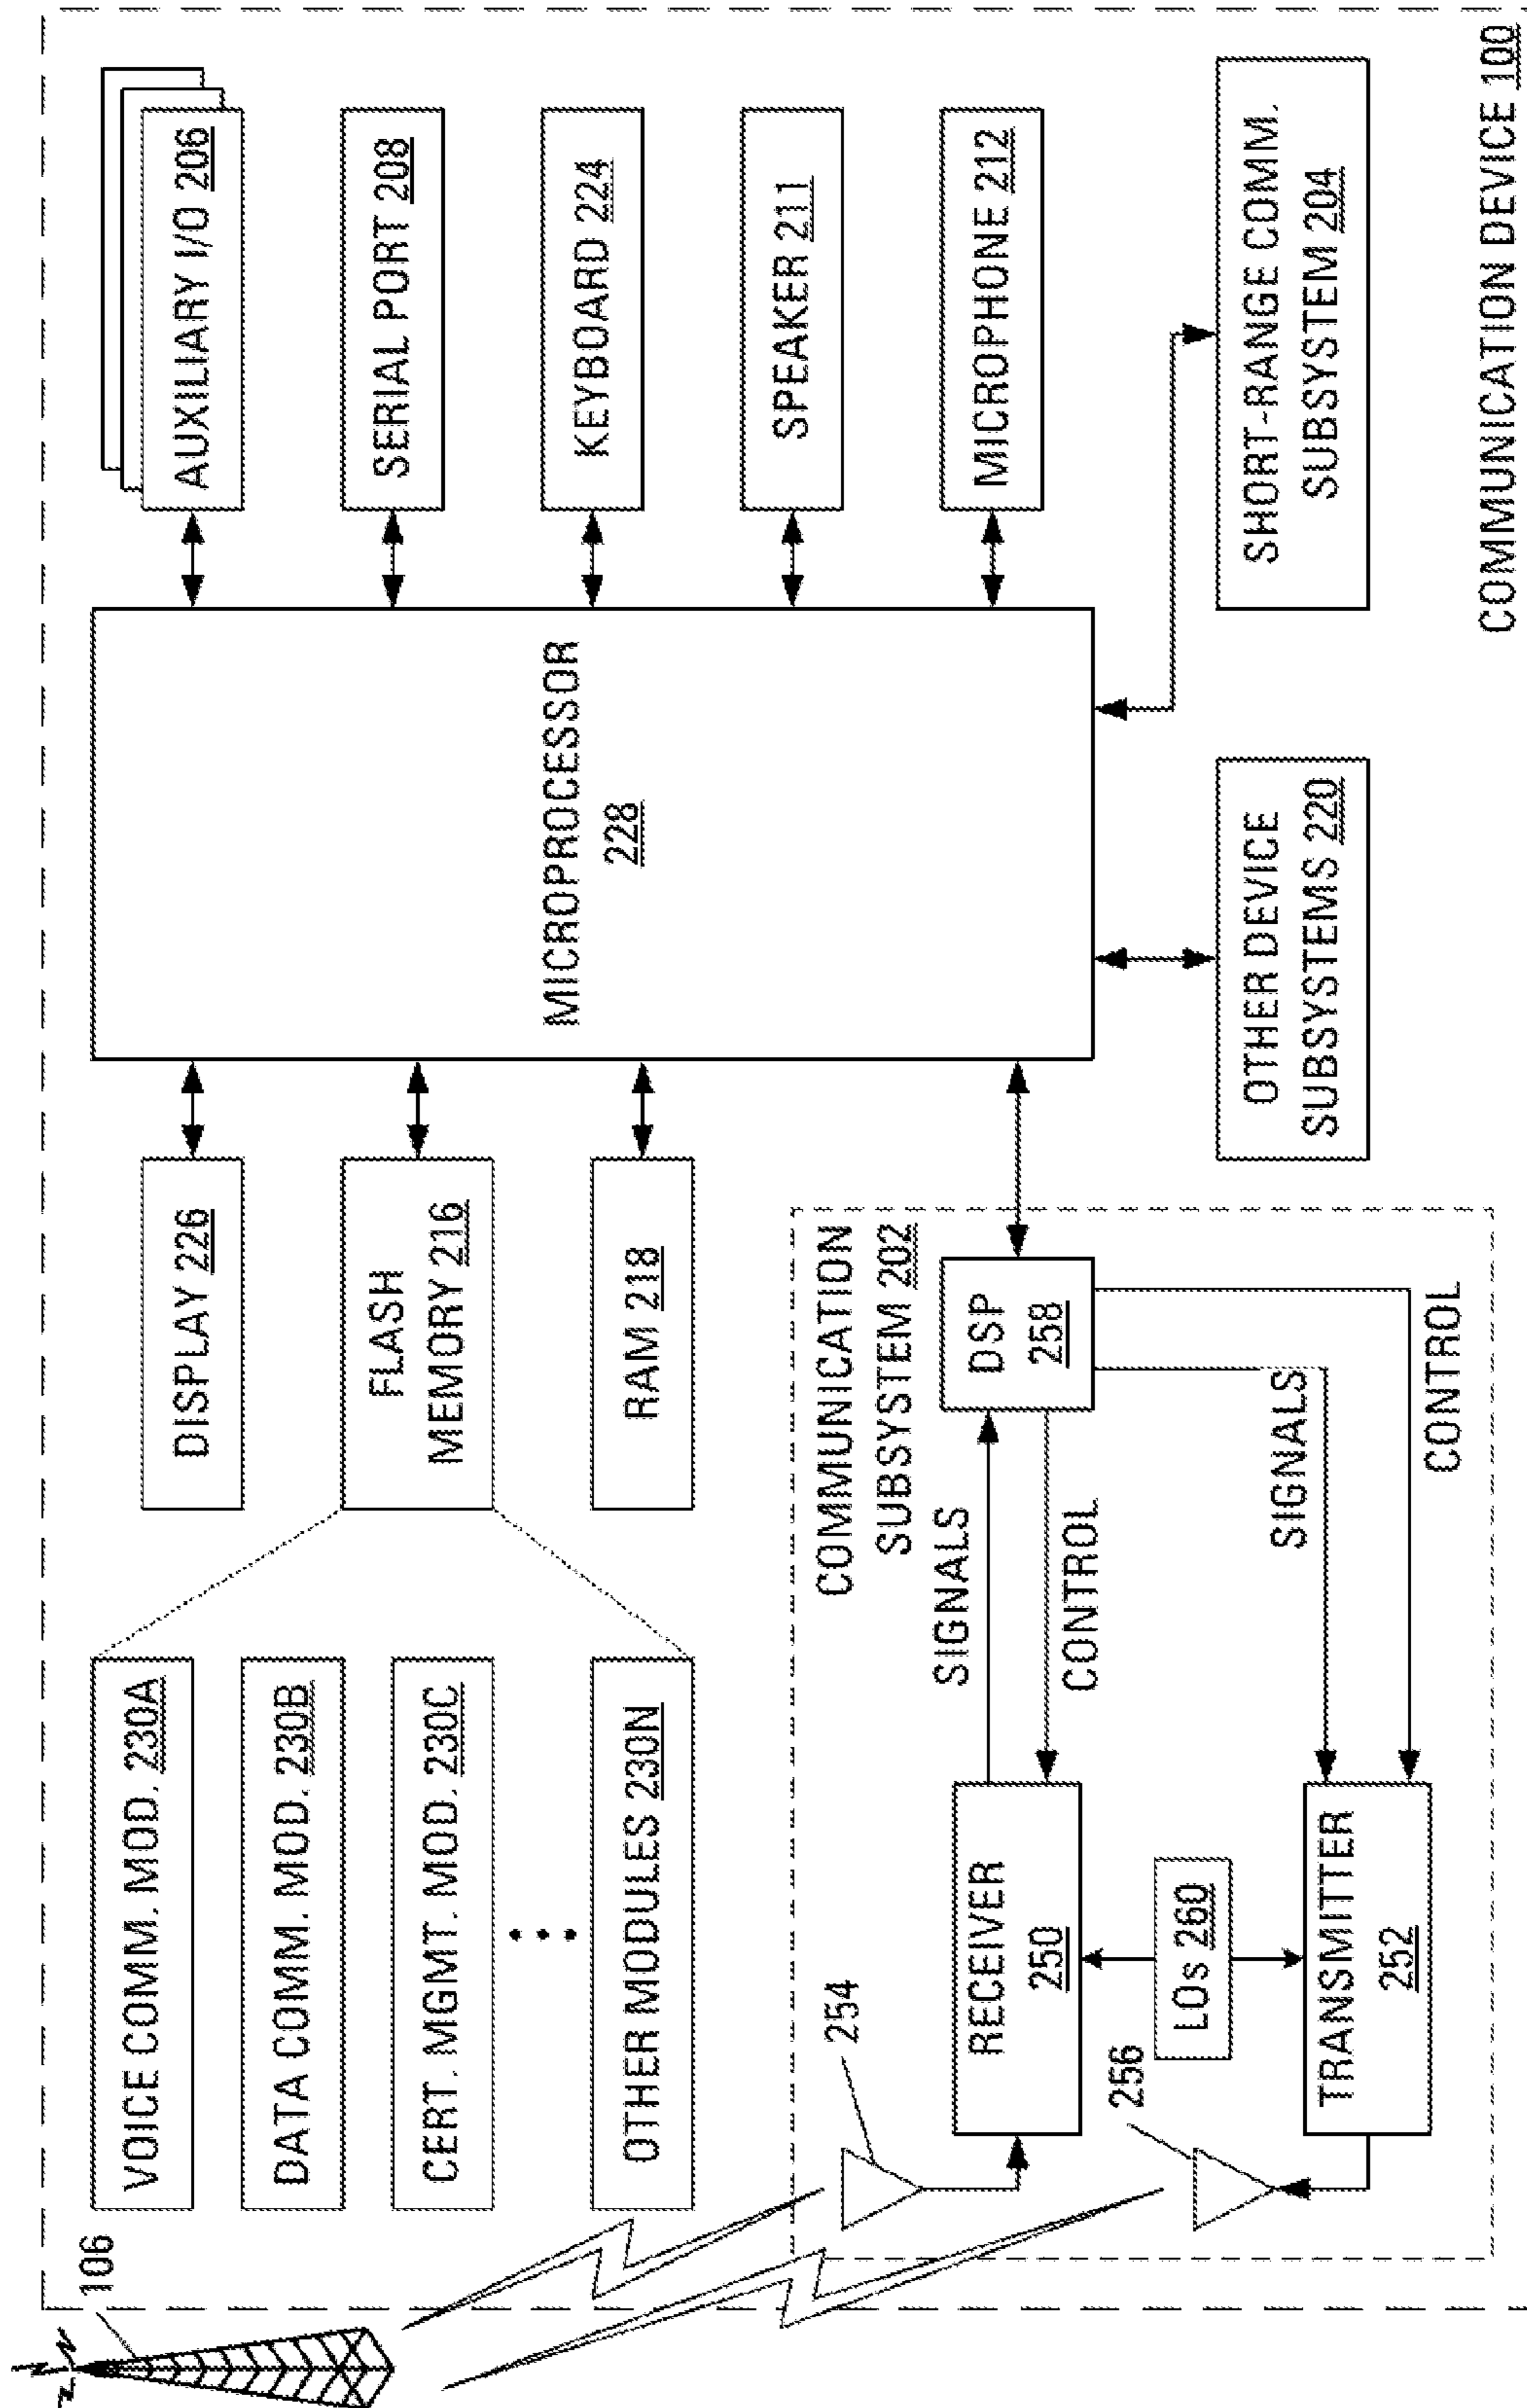 106
VOICE COMM. MOD. 230A
DATA COMM. MOD. 230B
CERT. MGMT. MOD. 230C
OTHER MODULES 230N
DISPLAY 226
FLASH
MEMORY 216
RAM 218
MICROPROCESSOR
228
AUXILIARY I/O 206
SERIAL PORT 208
KEYBOARD 224
SPEAKER 211
MICROPHONE 212
COMMUNICATION
SUBSYSTEM 202
254
RECEIVER
250
SIGNALS
CONTROL
DSP
258
256
LOs 260
TRANSMITTER
252
SIGNALS
CONTROL
OTHER DEVICE
SUBSYSTEMS 220
SHORT-RANGE COMM.
SUBSYSTEM 204
COMMUNICATION DEVICE 100